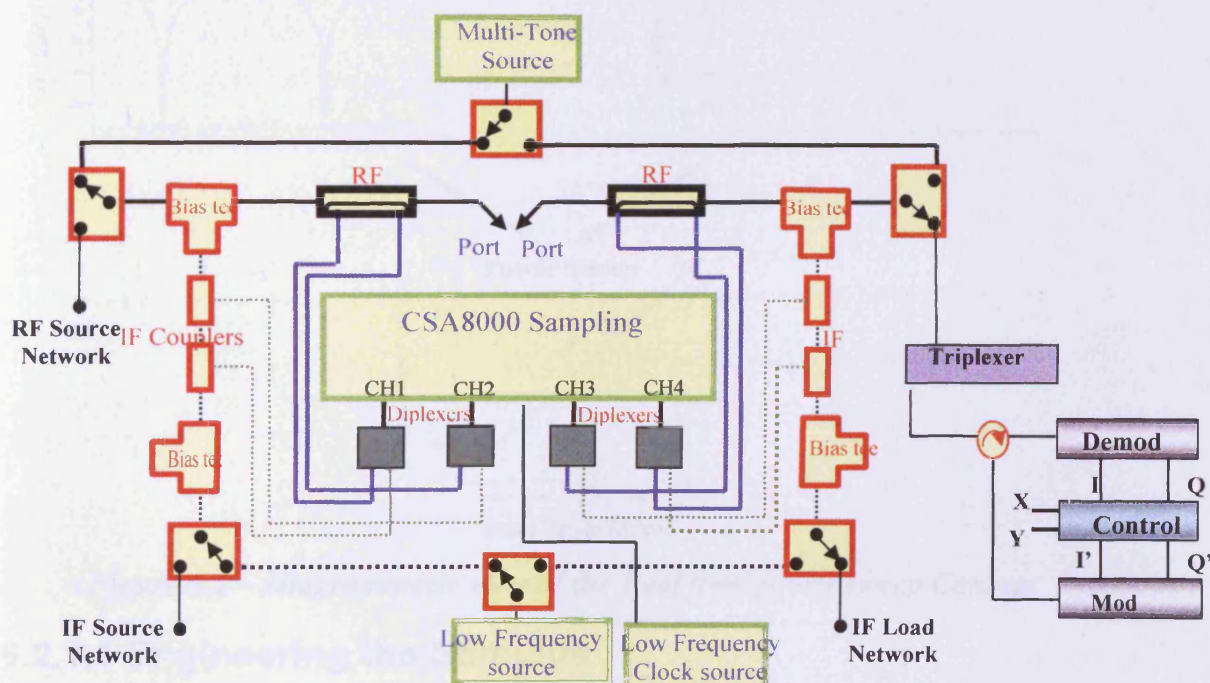 Multi-Tone
Source
RF
RF
Bias tee
Bias tee
Port
Port
RF Source
Network
IF Couplers
CSA8000 Sampling
IF
Triplexer
CH1
CH2
CH3
CH4
Diplexers
Diplexers
Bias tee
Bias tee
Demod
I
Q
X
Control
Y
I'
Q'
Mod
IF Source
Network
Low Frequency
source
Low Frequency
Clock source
IF Load
Network